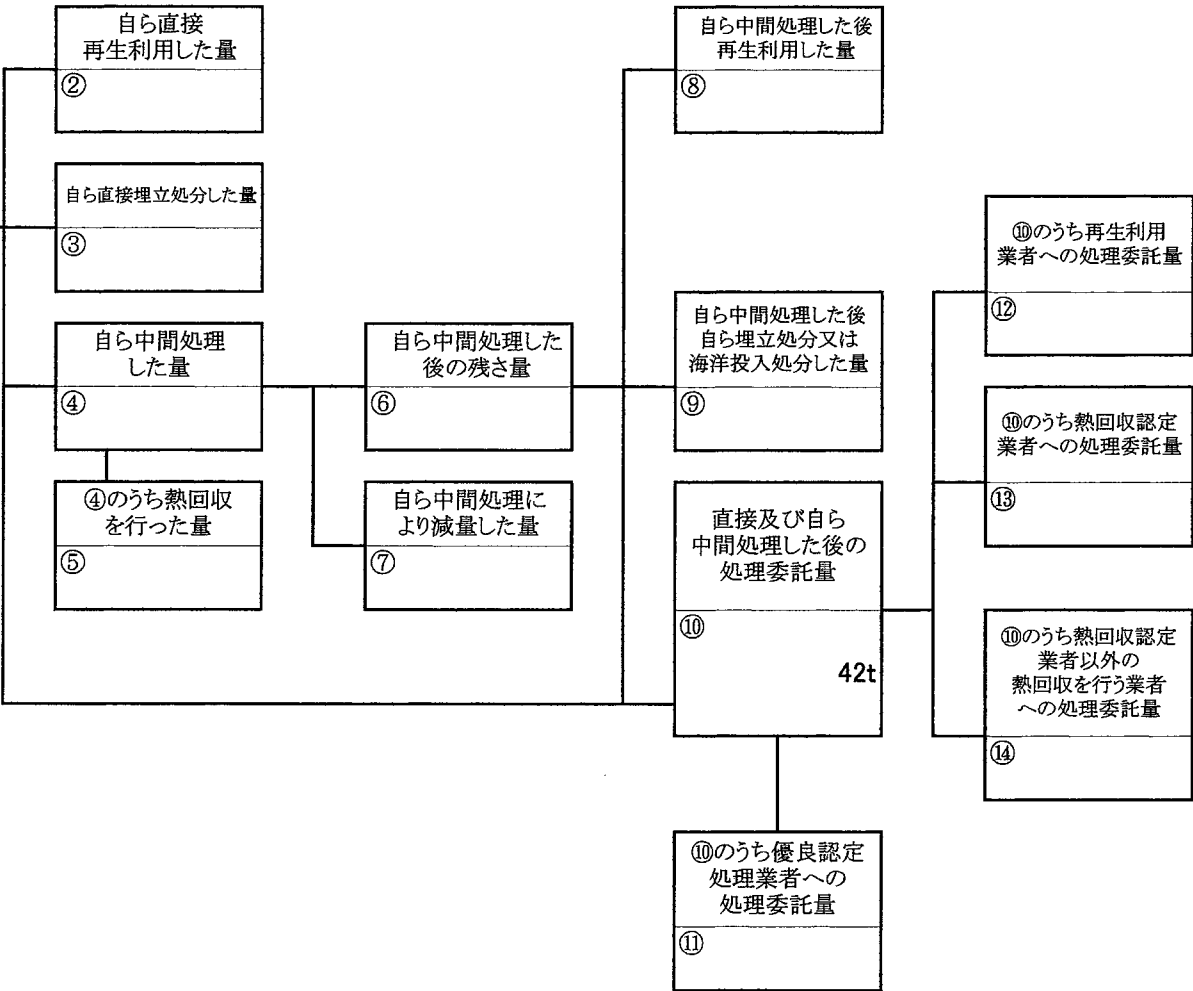 自ら直接
再生利用した量
②
自ら直接埋立処分した量
③
自ら中間処理
した量
④
④のうち熱回収
を行った量
⑤
自ら中間処理した
後の残さ量
⑥
自ら中間処理に
より減量した量
⑦
自ら中間処理した後
再生利用した量
⑧
自ら中間処理した後
自ら埋立処分又は
海洋投入処分した量
⑨
直接及び自ら
中間処理した後の
処理委託量
⑩
42t
⑩のうち優良認定
処理業者への
処理委託量
⑪
⑩のうち再生利用
業者への処理委託量
⑫
⑩のうち熱回収認定
業者への処理委託量
⑬
⑩のうち熱回収認定
業者以外の
熱回収を行う業者
への処理委託量
⑭